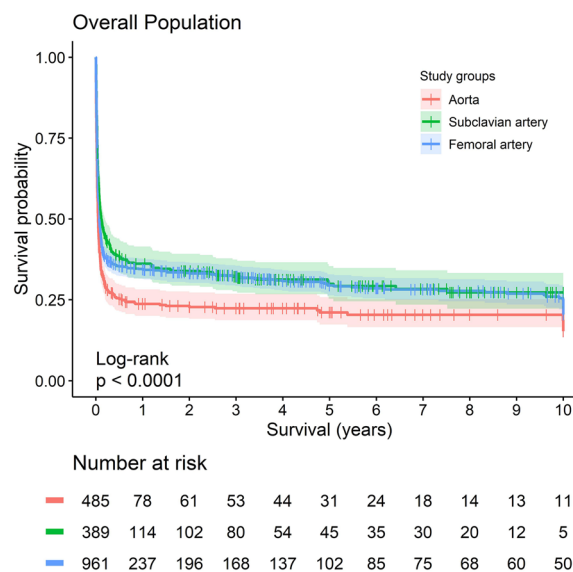 Overall Population
1.00
0.75
0.50
0.25
0.00
Survival probability
Study groups
Aorta
Subclavian artery
Femoral artery
Log-rank
p < 0.0001
0 1 2 3 4 5 6 7 8 9 10
Survival (years)
Number at risk
485 78 61 53 44 31 24 18 14 13 11
389 114 102 80 54 45 35 30 20 12 5
961 237 196 168 137 102 85 75 68 60 50